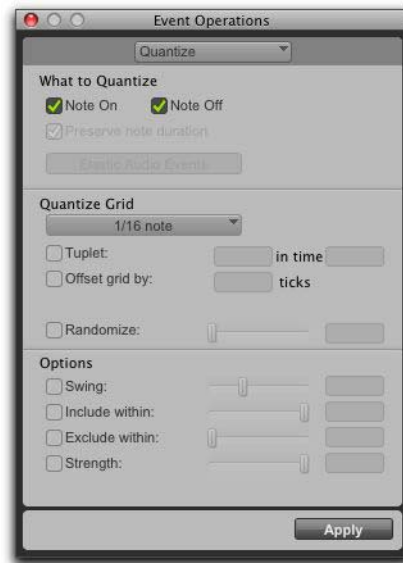 Event Operations
Quantize
What to Quantize
Note On Note Off
Preserve note duration
Elastic Audio Events
Quantize Grid
1/16 note
Tuplet: in time
Offset grid by: ticks
Randomize:
Options
Swing:
Include within:
Exclude within:
Strength:
Apply